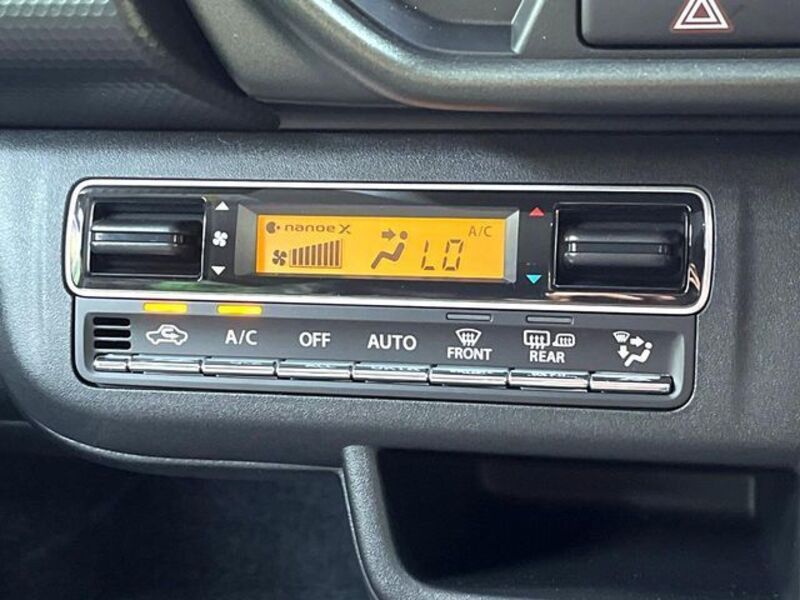 nanoe X
A/C
LO
A/C
OFF
AUTO
FRONT
REAR